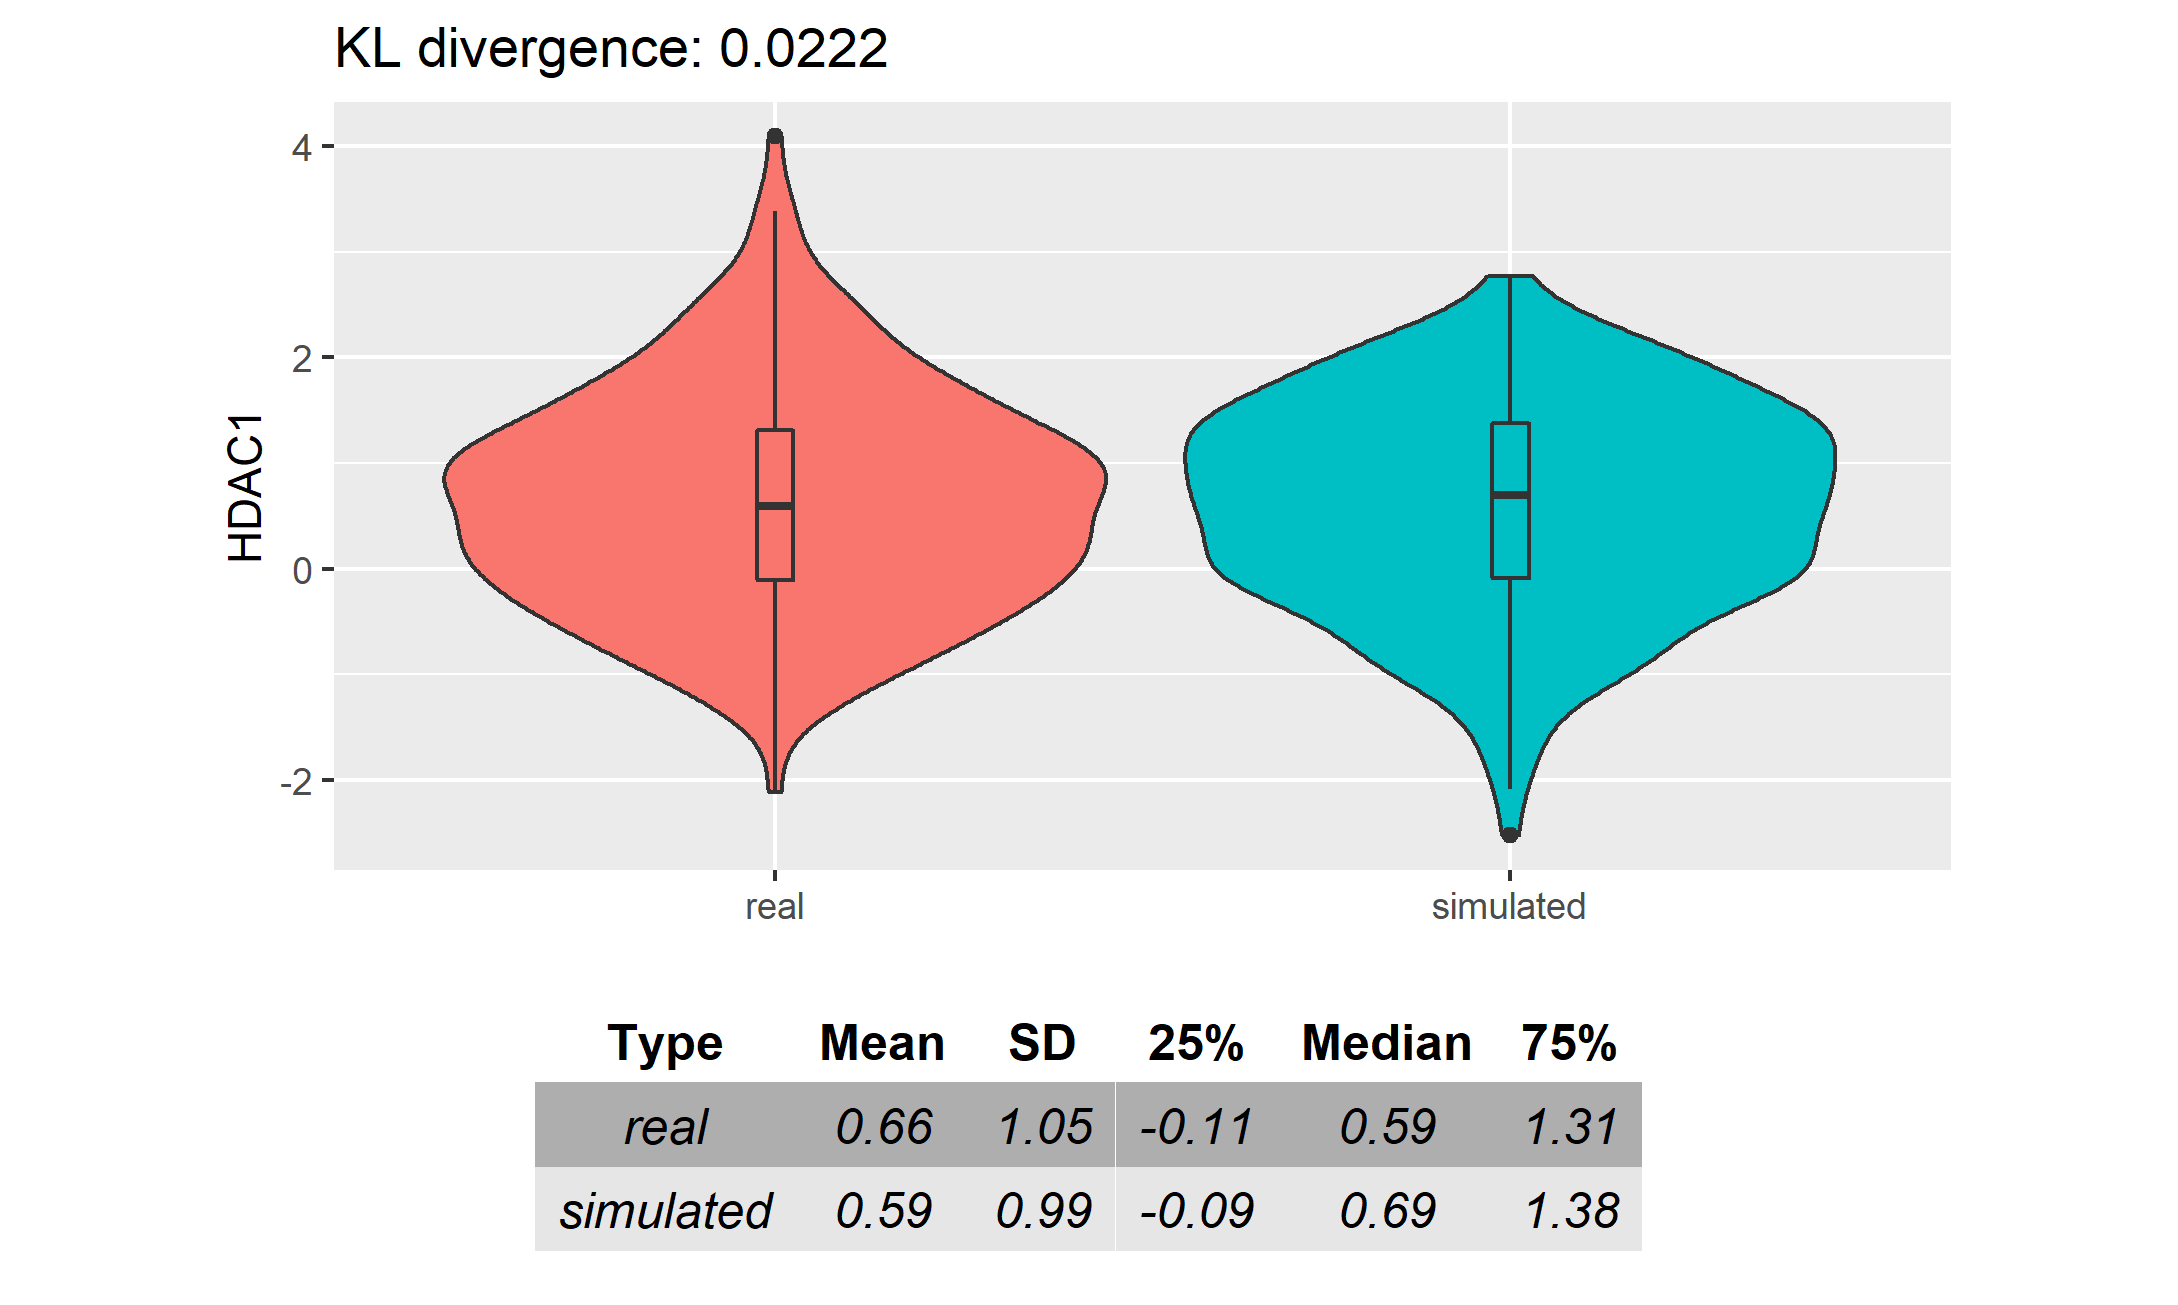 KL divergence: 0.0222
4
2
0
-2
HDAC1
real simulated
Type Mean SD 25% Median 75%
real 0.66 1.05 -0.11 0.59 1.31
simulated 0.59 0.99 -0.09 0.69 1.38